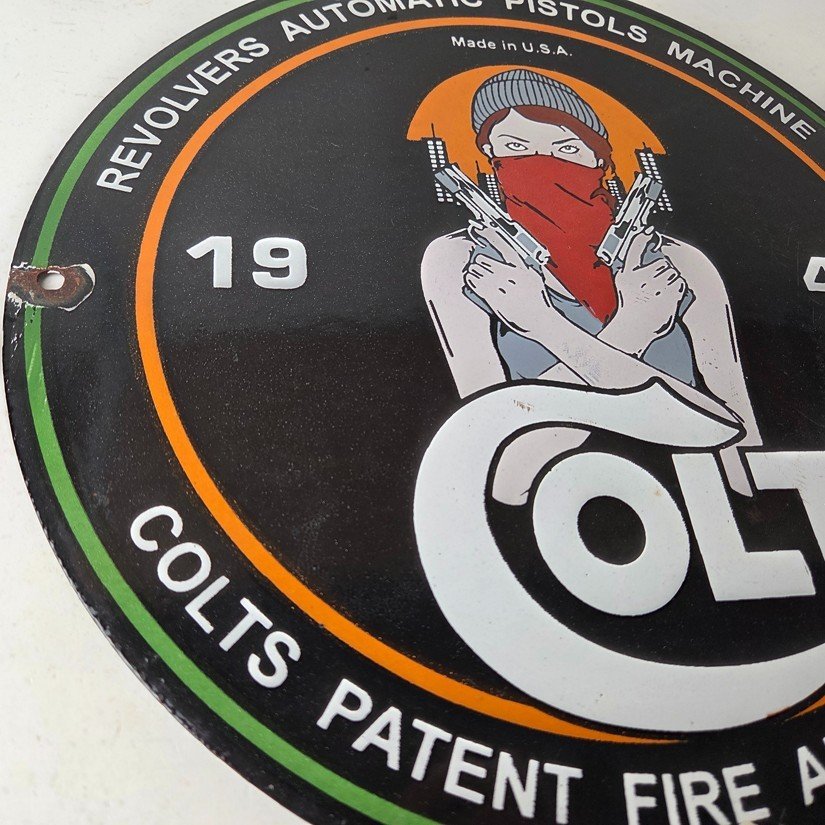 REVOLVERS AUTOMATIC PISTOLS MACHINE
Made in U.S.A.
19
COLT
COLTS PATENT FIRE